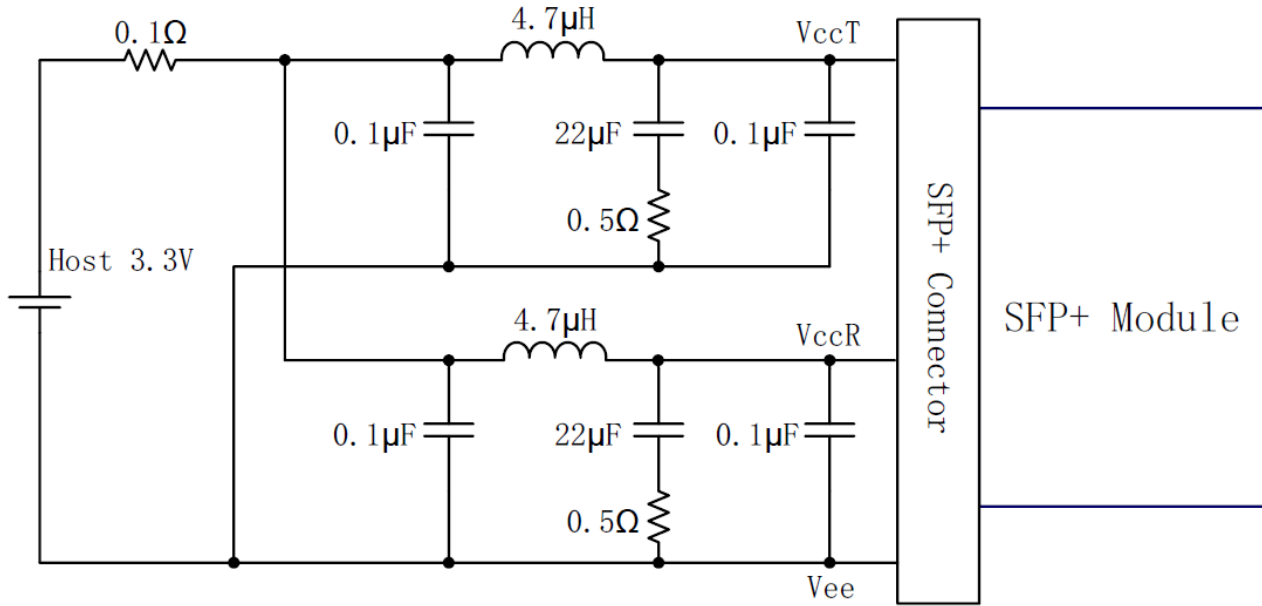 4.7μH
VccT
0.1Ω
0.1μF
22μF
0.1μF
0.5Ω
Host 3.3V
4.7μH
VccR
0.1μF
22μF
0.1μF
0.5Ω
Vee
SFP+ Connector
SFP+ Module